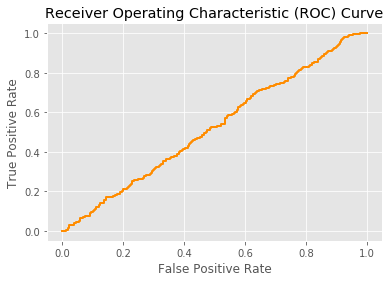 Receiver Operating Characteristic (ROC) Curve
1.0
0.8
0.6
0.4
0.2
0.0
True Positive Rate
0.0 0.2 0.4 0.6 0.8 1.0
False Positive Rate